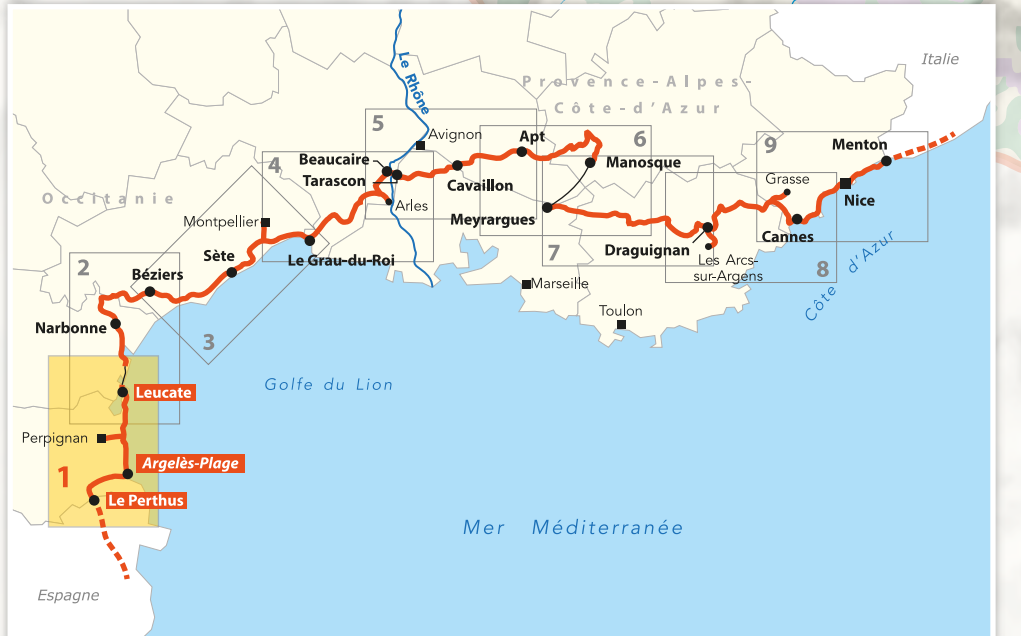 Italie
Provence-Alpes-
Côte-d'Azur
Le Rhône
5
Avignon
Apt
6
9
Menton
4
Beaucaire
Tarascon
Manosque
Grasse
Cavaillon
Nice
Occitanie
Arles
Meyrargues
Montpellier
Cannes
Draguignan
Sète
Le Grau-du-Roi
7
Les Arcs-
sur-Argens
8
2
Béziers
Marseille
Côte d'Azur
Toulon
Narbonne
3
Golfe du Lion
Leucate
Perpignan
1
Argelès-Plage
Le Perthus
Mer Méditerranée
Espagne